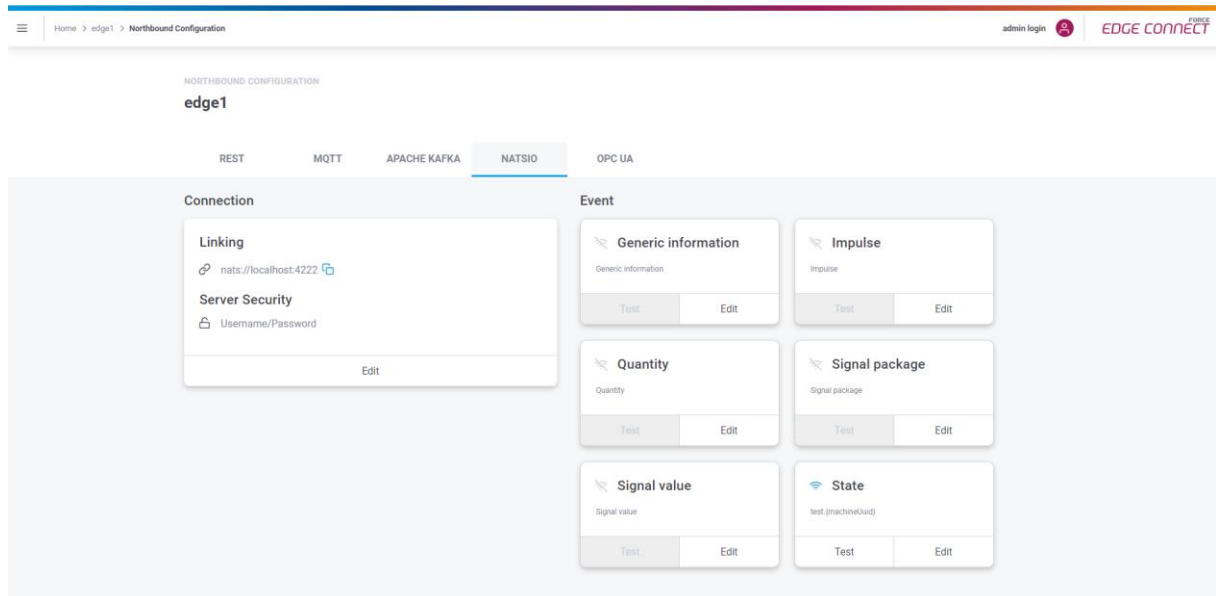 Home > edge1 > Northbound Configuration
admin login
FORCE
EDGE CONNECT
NORTHBOUND CONFIGURATION
edge1
REST MQTT APACHE KAFKA NATSIO OPC UA
Connection
Linking
nats://localhost:4222
Server Security
Username/Password
Edit
Event
Generic information
Generic information
Test Edit
Impulse
Impulse
Test Edit
Quantity
Quantity
Test Edit
Signal package
Signal package
Test Edit
Signal value
Signal value
Test Edit
State
test.{machineUuid}
Test Edit